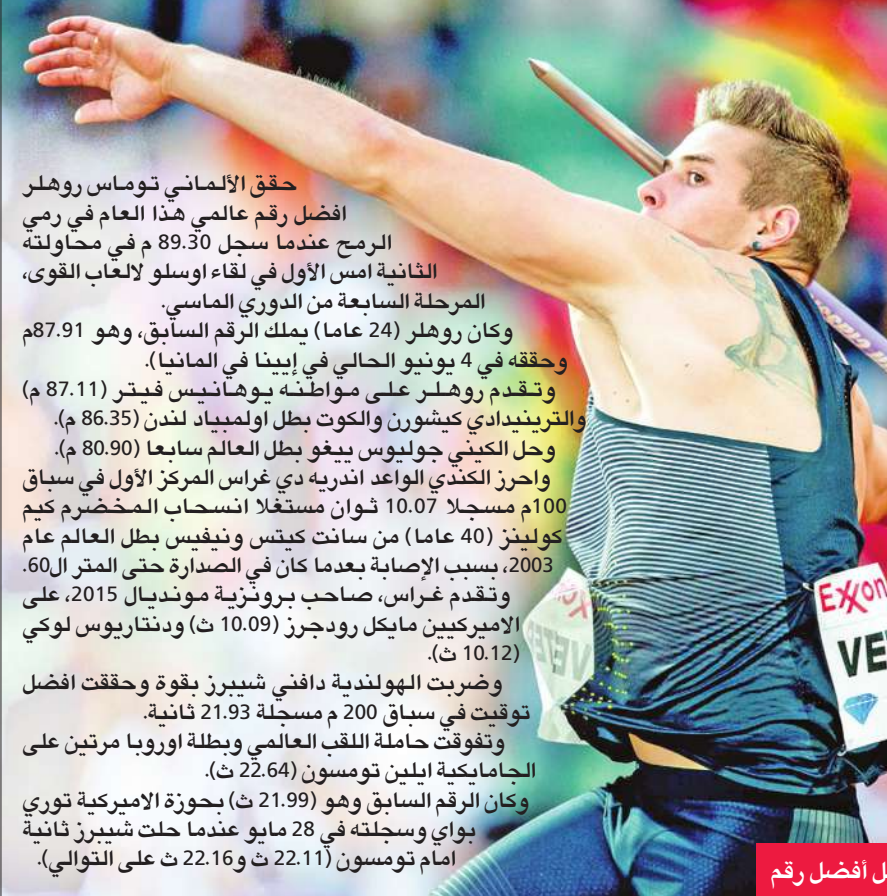 حقق الألماني توماس روهلر
افضل رقم عالمي هذا العام في رمي
الرمح عندما سجل 89.30 م في محاولته
الثانية امس الأول في لقاء اوسلو لالعاب القوى،
المرحلة السابعة من الدوري الماسي.
وكان روهلر (24 عاما) يملك الرقم السابق، وهو 87.91م
وحققه في 4 يونيو الحالي في إيينا في المانيا).
وتقدم روهلر على مواطنه يوهانيس فيتر (87.11 م)
والترينيدادي كيشورن والكوت بطل اولمبياد لندن (86.35 م).
وحل الكيني جوليوس ييغو بطل العالم سابعا (80.90 م).
واحرز الكندي الواعد اندريه دي غراس المركز الأول في سباق
100م مسجلا 10.07 ثوان مستغلا انسحاب المخضرم كيم
كولينز (40 عاما) من سانت كيتس ونيفيس بطل العالم عام
2003، بسبب الإصابة بعدما كان في الصدارة حتى المتر ال60.
وتقدم غراس، صاحب برونزية مونديال 2015، على
الاميركيين مايكل رودجرز (10.09 ث) ودنتاريوس لوكي
(10.12 ث).
وضربت الهولندية دافني شيبرز بقوة وحققت افضل
توقيت في سباق 200 م مسجلة 21.93 ثانية.
وتفوقت حاملة اللقب العالمي وبطلة اوروبا مرتين على
الجامايكية ايلين تومسون (22.64 ث).
وكان الرقم السابق وهو (21.99 ث) بحوزة الاميركية توري
بواي وسجلته في 28 مايو عندما حلت شيبرز ثانية
امام تومسون (22.11 ث و22.16 ث على التوالي).
Exxon
VE
ل أفضل رقم